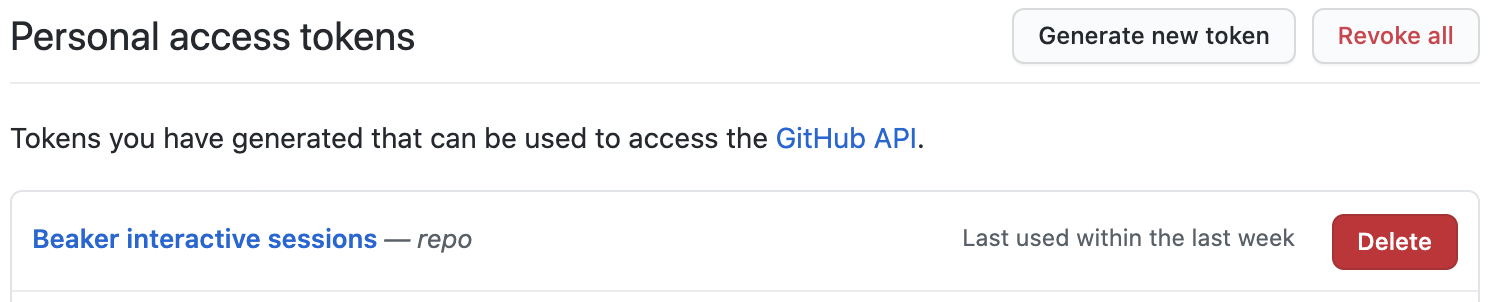 Personal access tokens Generate new token Revoke all
Tokens you have generated that can be used to access the GitHub API.
Beaker interactive sessions — repo Last used within the last week Delete